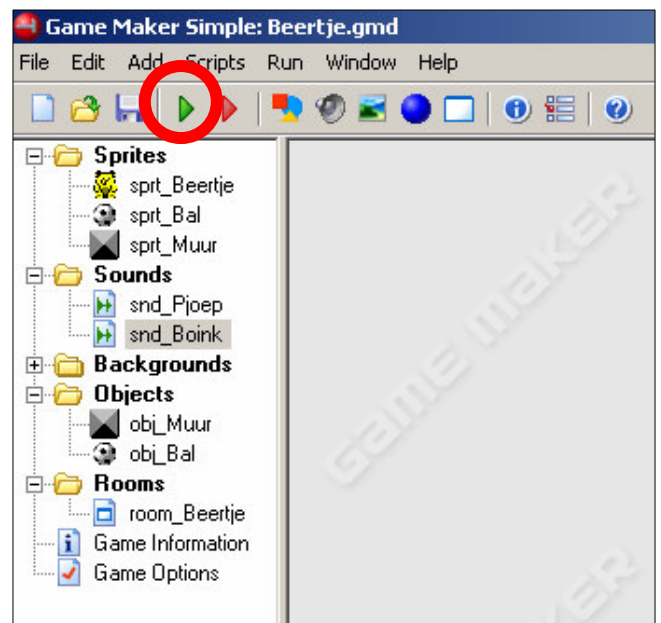 Game Maker Simple: Beertje.gmd
File Edit Add Scripts Run Window Help
Sprites
sprt_Beertje
sprt_Bal
sprt_Muur
Sounds
snd_Pjoep
snd_Boink
Backgrounds
Objects
obj_Muur
obj_Bal
Rooms
room_Beertje
Game Information
Game Options
GAME MAKER
MAKER